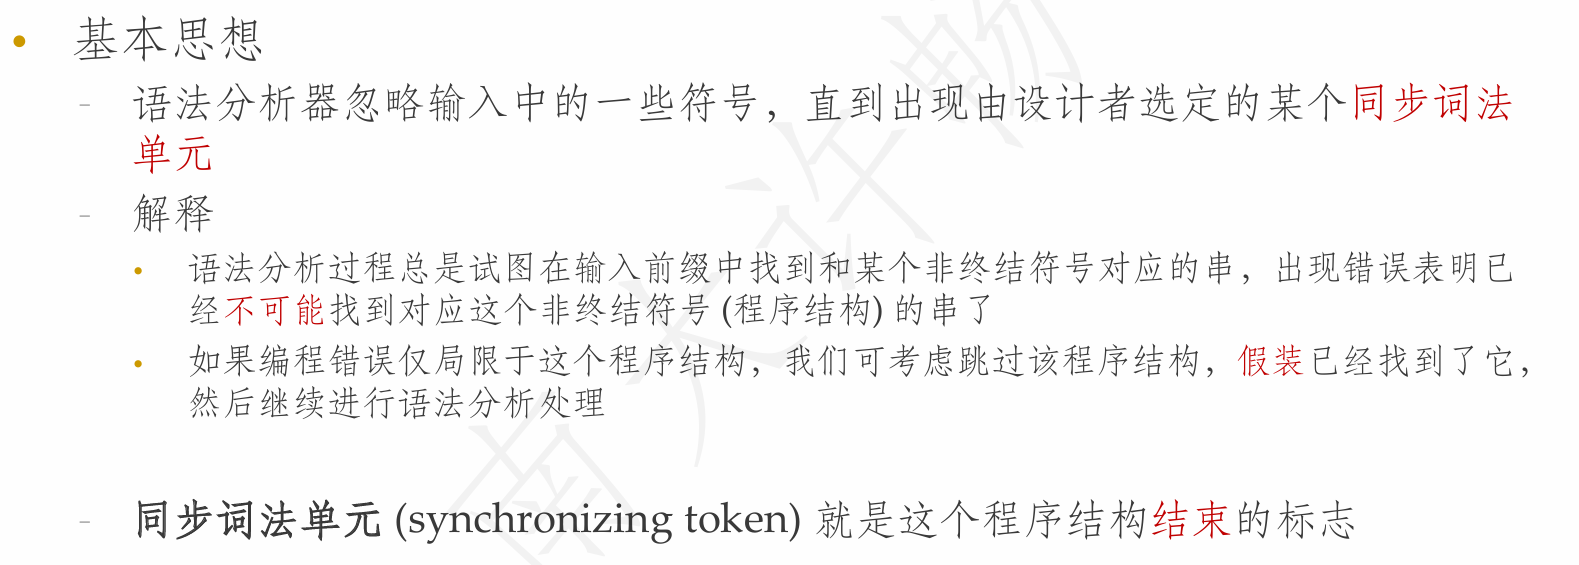 • 基本思想
– 语法分析器忽略输入中的一些符号，直到出现由设计者选定的某个同步词法
单元
– 解释
• 语法分析过程总是试图在输入前缀中找到和某个非终结符号对应的串，出现错误表明已
经不可能找到对应这个非终结符号 (程序结构) 的串了
• 如果编程错误仅局限于这个程序结构，我们可考虑跳过该程序结构，假装已经找到了它，
然后继续进行语法分析处理
– 同步词法单元 (synchronizing token) 就是这个程序结构结束的标志
南大许畅